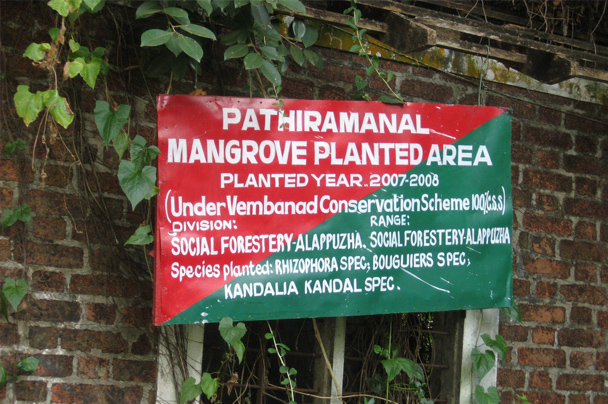 PATHIRAMANAL
MANGROVE PLANTED AREA
PLANTED YEAR.2007-2008
(Under Vembanad Conservation Scheme 100%C.S.S)
DIVISION: RANGE:
SOCIAL FORESTERY-ALAPPUZHA. SOCIAL FORESTERY-ALAPPUZHA
Species planted: RHIZOPHORA SPEC, BOUGUIERS SPEC,
KANDALIA KANDAL SPEC.